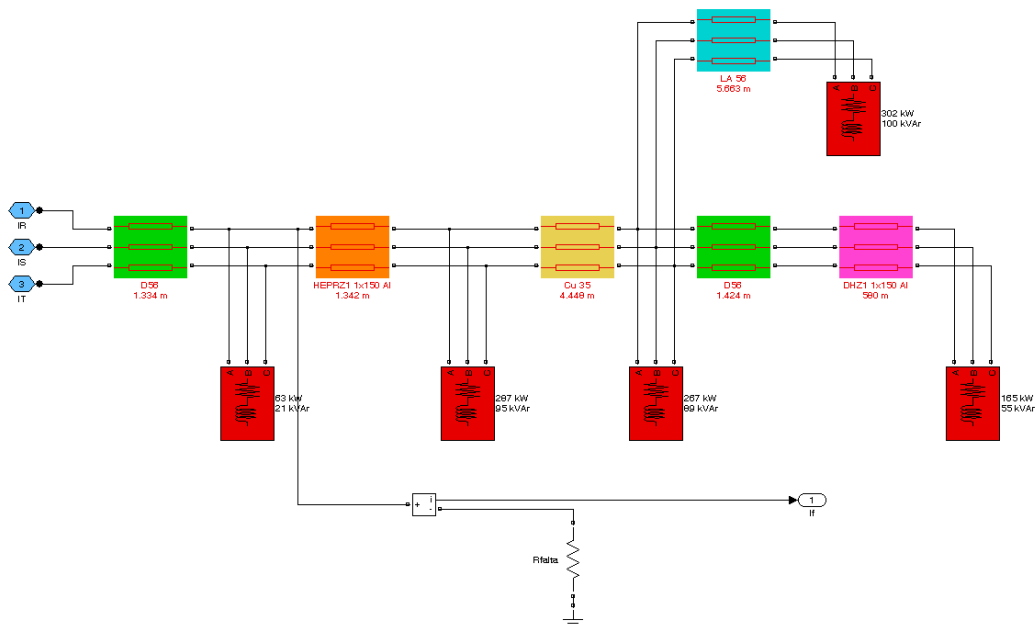 LA 56
5.663 m
A B C
302 kW
100 kVAr
1
IR
2
IS
3
IT
D56
1.334 m
HEPRZ1 1x150 Al
1.342 m
Cu 35
4.448 m
D56
1.424 m
DHZ1 1x150 Al
580 m
A B C
63 kW
21 kVAr
A B C
287 kW
95 kVAr
A B C
267 kW
89 kVAr
A B C
165 kW
55 kVAr
+ i
-
1
If
Rfalta